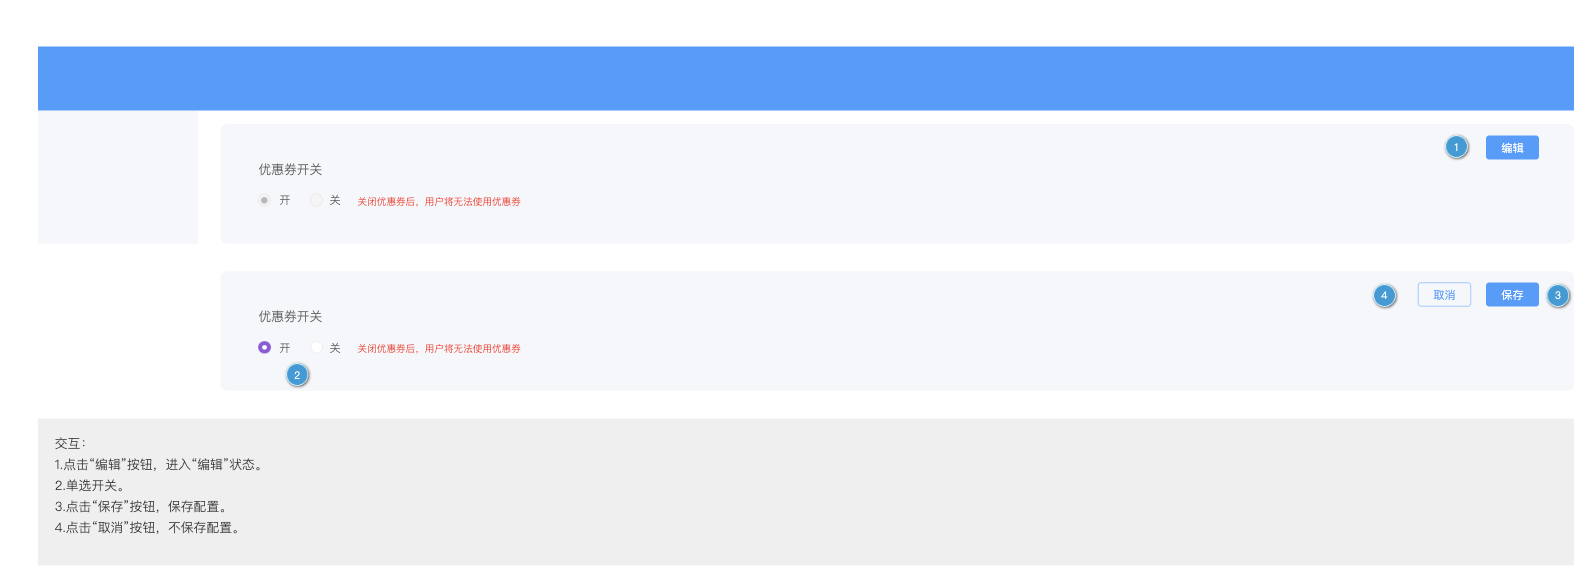 1
编辑
优惠券开关
开 关 关闭优惠券后，用户将无法使用优惠券
4
取消
保存
3
优惠券开关
开 关 关闭优惠券后，用户将无法使用优惠券
2
交互：
1.点击“编辑”按钮，进入“编辑”状态。
2.单选开关。
3.点击“保存”按钮，保存配置。
4.点击“取消”按钮，不保存配置。